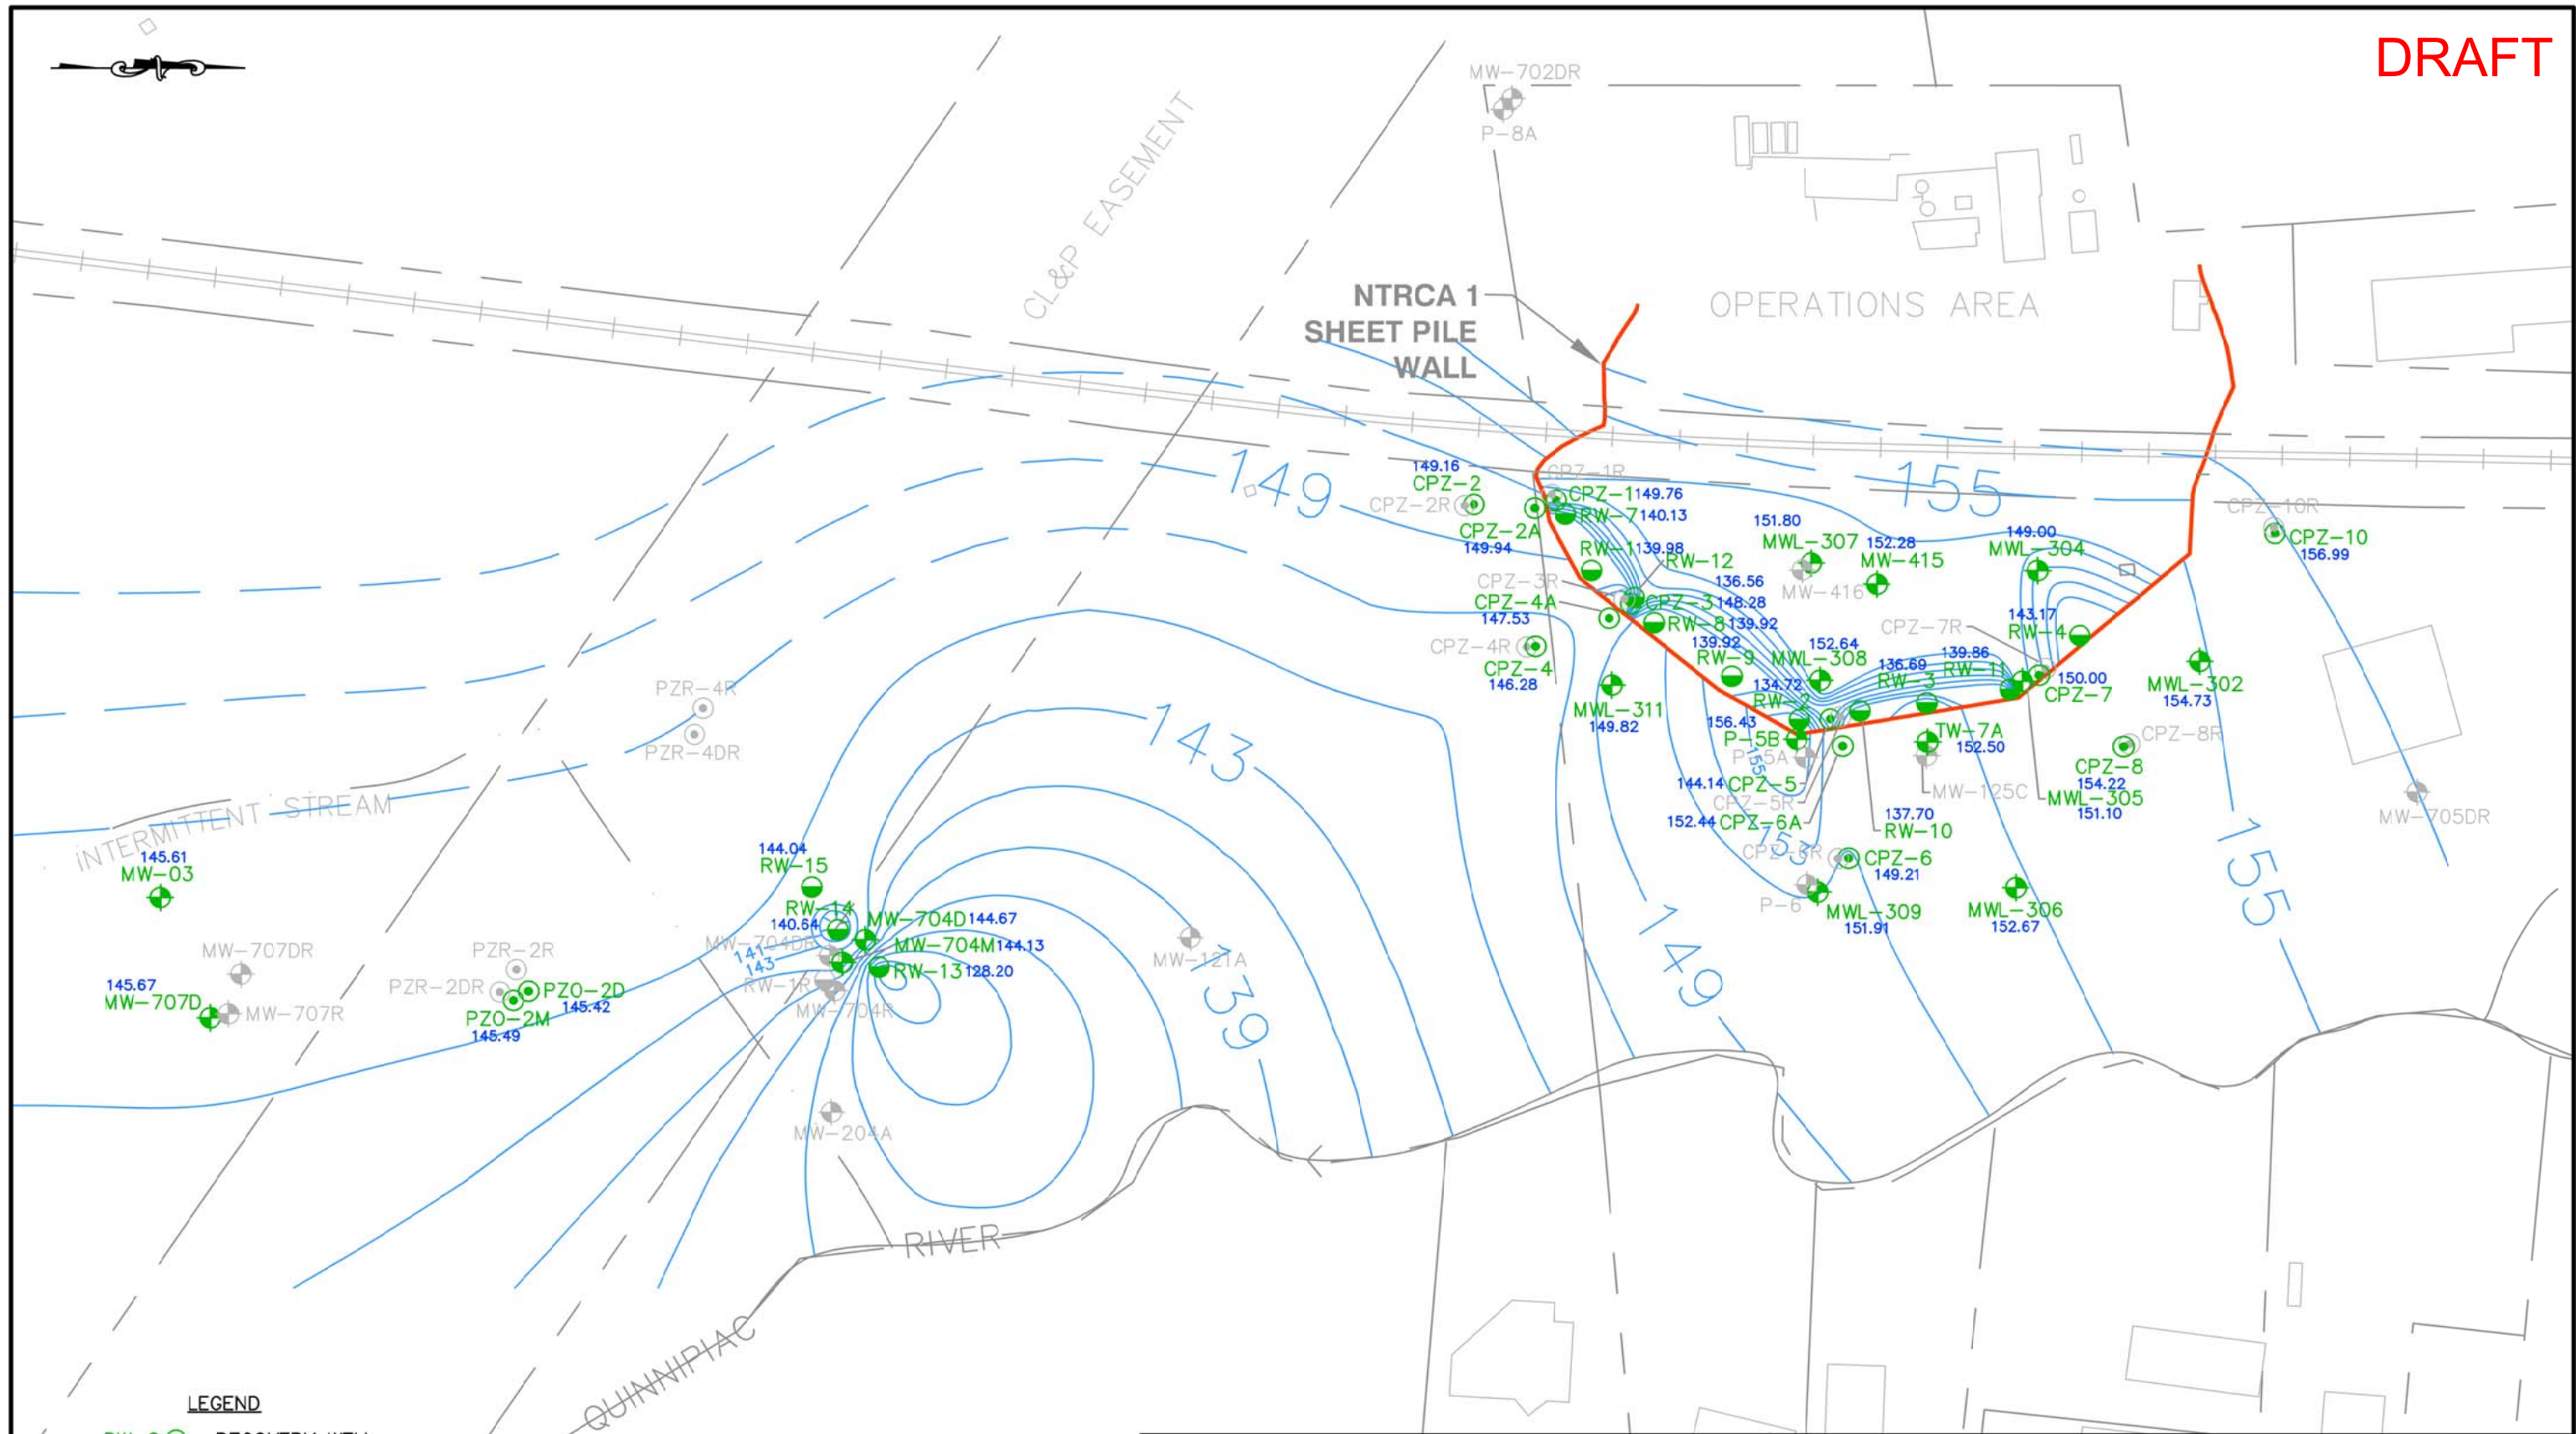 DRAFT
MW-702DR
P-8A
CL&P EASEMENT
NTRCA 1
SHEET PILE
WALL
OPERATIONS AREA
149.16
CPZ-2
CPZ-2R
CPZ-1R
CPZ-1 149.76
RW-7 140.13
CPZ-2A
149.94
149
155
RW-1 139.98
RW-12
136.56
151.80
MWL-307
152.28
MW-415
MW-416
149.00
MWL-304
CPZ-10R
CPZ-10
156.99
CPZ-3R
CPZ-4A
147.53
CPZ-3 148.28
RW-8 139.92
139.92
RW-9
CPZ-4R
CPZ-4
146.28
152.64
MWL-308
CPZ-7R
143.17
RW-4
139.86
RW-11
136.69
RW-3
150.00
CPZ-7
MWL-302
154.73
MWL-311
149.82
134.72
RW-2
156.43
P-5B
P-5A
155
TW-7A
152.50
MW-125C
CPZ-8R
CPZ-8
154.22
MWL-305
151.10
MW-705DR
144.14 CPZ-5
CPZ-5R
152.44 CPZ-6A
153
137.70
RW-10
CPZ-6R
CPZ-6
149.21
P-6
MWL-309
151.91
MWL-306
152.67
155
149
PZR-4R
PZR-4DR
143
INTERMITTENT STREAM
145.61
MW-03
144.04
RW-15
RW-14
140.64
MW-704D 144.67
MW-704M 144.13
MW-704DR
141
143
RW-13 128.20
RW-1R
MW-704R
MW-121A
139
MW-707DR
145.67
MW-707D
MW-707R
PZR-2R
PZR-2DR
PZO-2D
145.42
PZO-2M
145.49
MW-204A
QUINNIPIAC RIVER
LEGEND